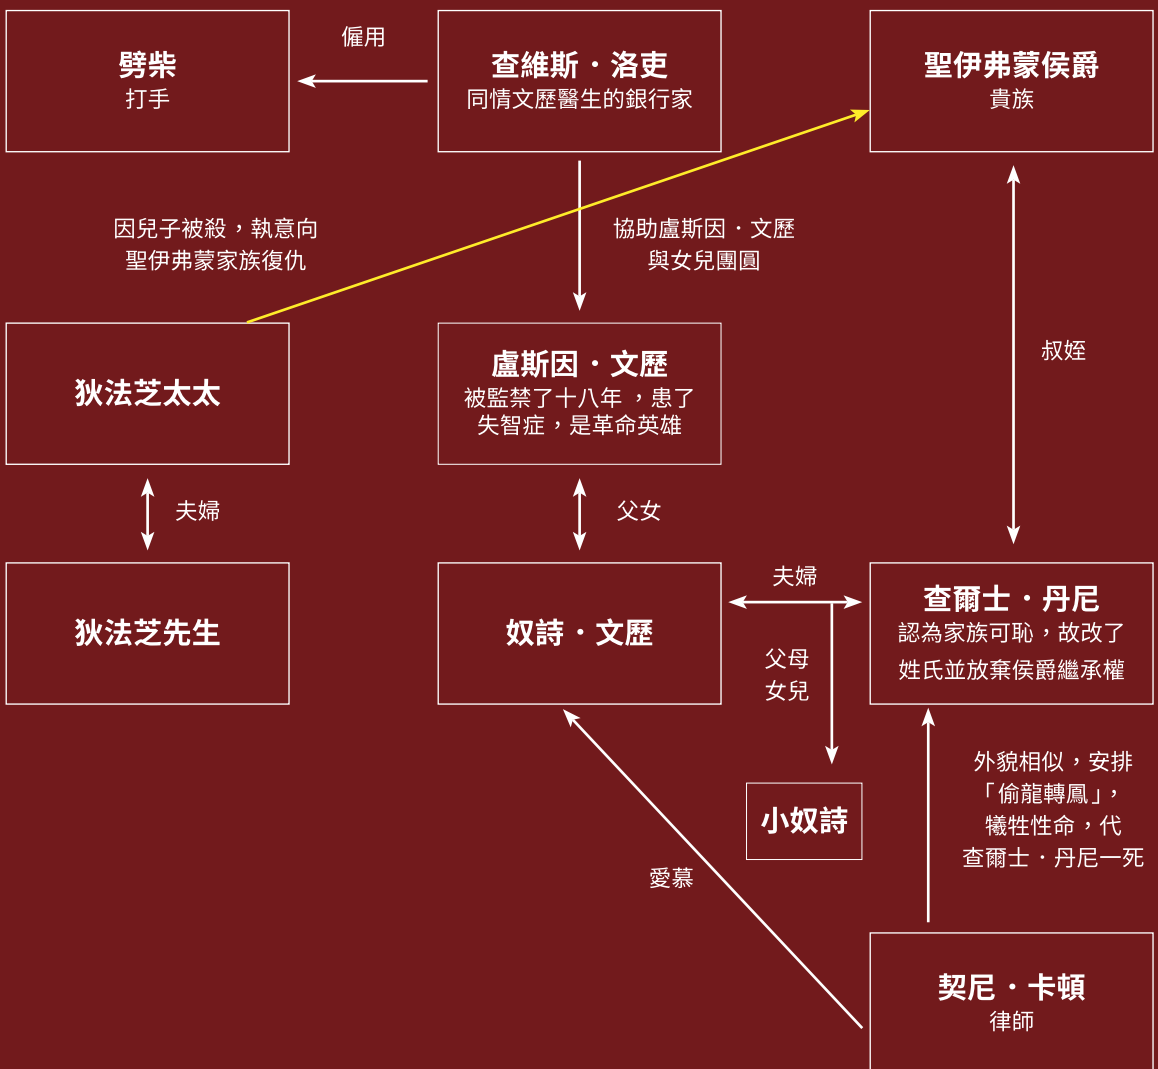 劈柴
打手
僱用
查維斯．洛吏
同情文歷醫生的銀行家
聖伊弗蒙侯爵
貴族
因兒子被殺，執意向
聖伊弗蒙家族復仇
協助盧斯因．文歷
與女兒團圓
叔姪
狄法芝太太
盧斯因．文歷
被監禁了十八年，患了
失智症，是革命英雄
夫婦
父女
狄法芝先生
奴詩．文歷
夫婦
父母
女兒
查爾士．丹尼
認為家族可恥，故改了
姓氏並放棄侯爵繼承權
小奴詩
愛慕
外貌相似，安排
「偷龍轉鳳」，
犧牲性命，代
查爾士．丹尼一死
契尼．卡頓
律師